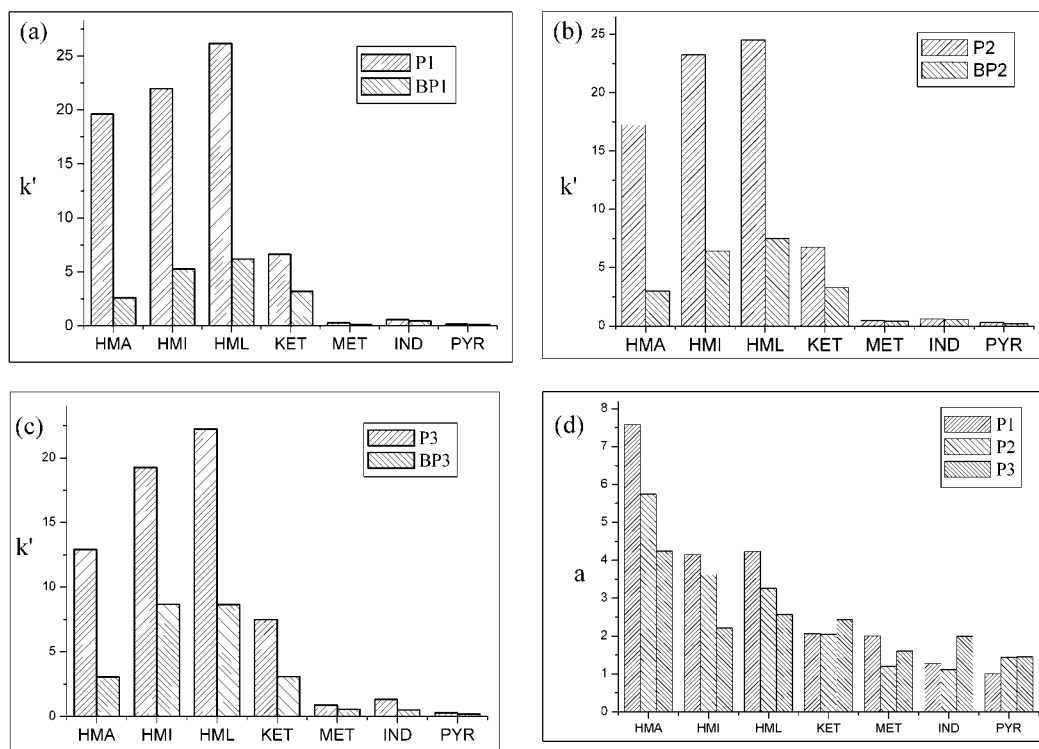 (a)
25
20
15
10
5
0
k'
P1
BP1
HMA HMI HML KET MET IND PYR
(b)
25
20
15
10
5
0
k'
P2
BP2
HMA HMI HML KET MET IND PYR
(c)
20
15
10
5
0
k'
P3
BP3
HMA HMI HML KET MET IND PYR
(d)
8
7
6
5
4
3
2
1
0
a
P1
P2
P3
HMA HMI HML KET MET IND PYR